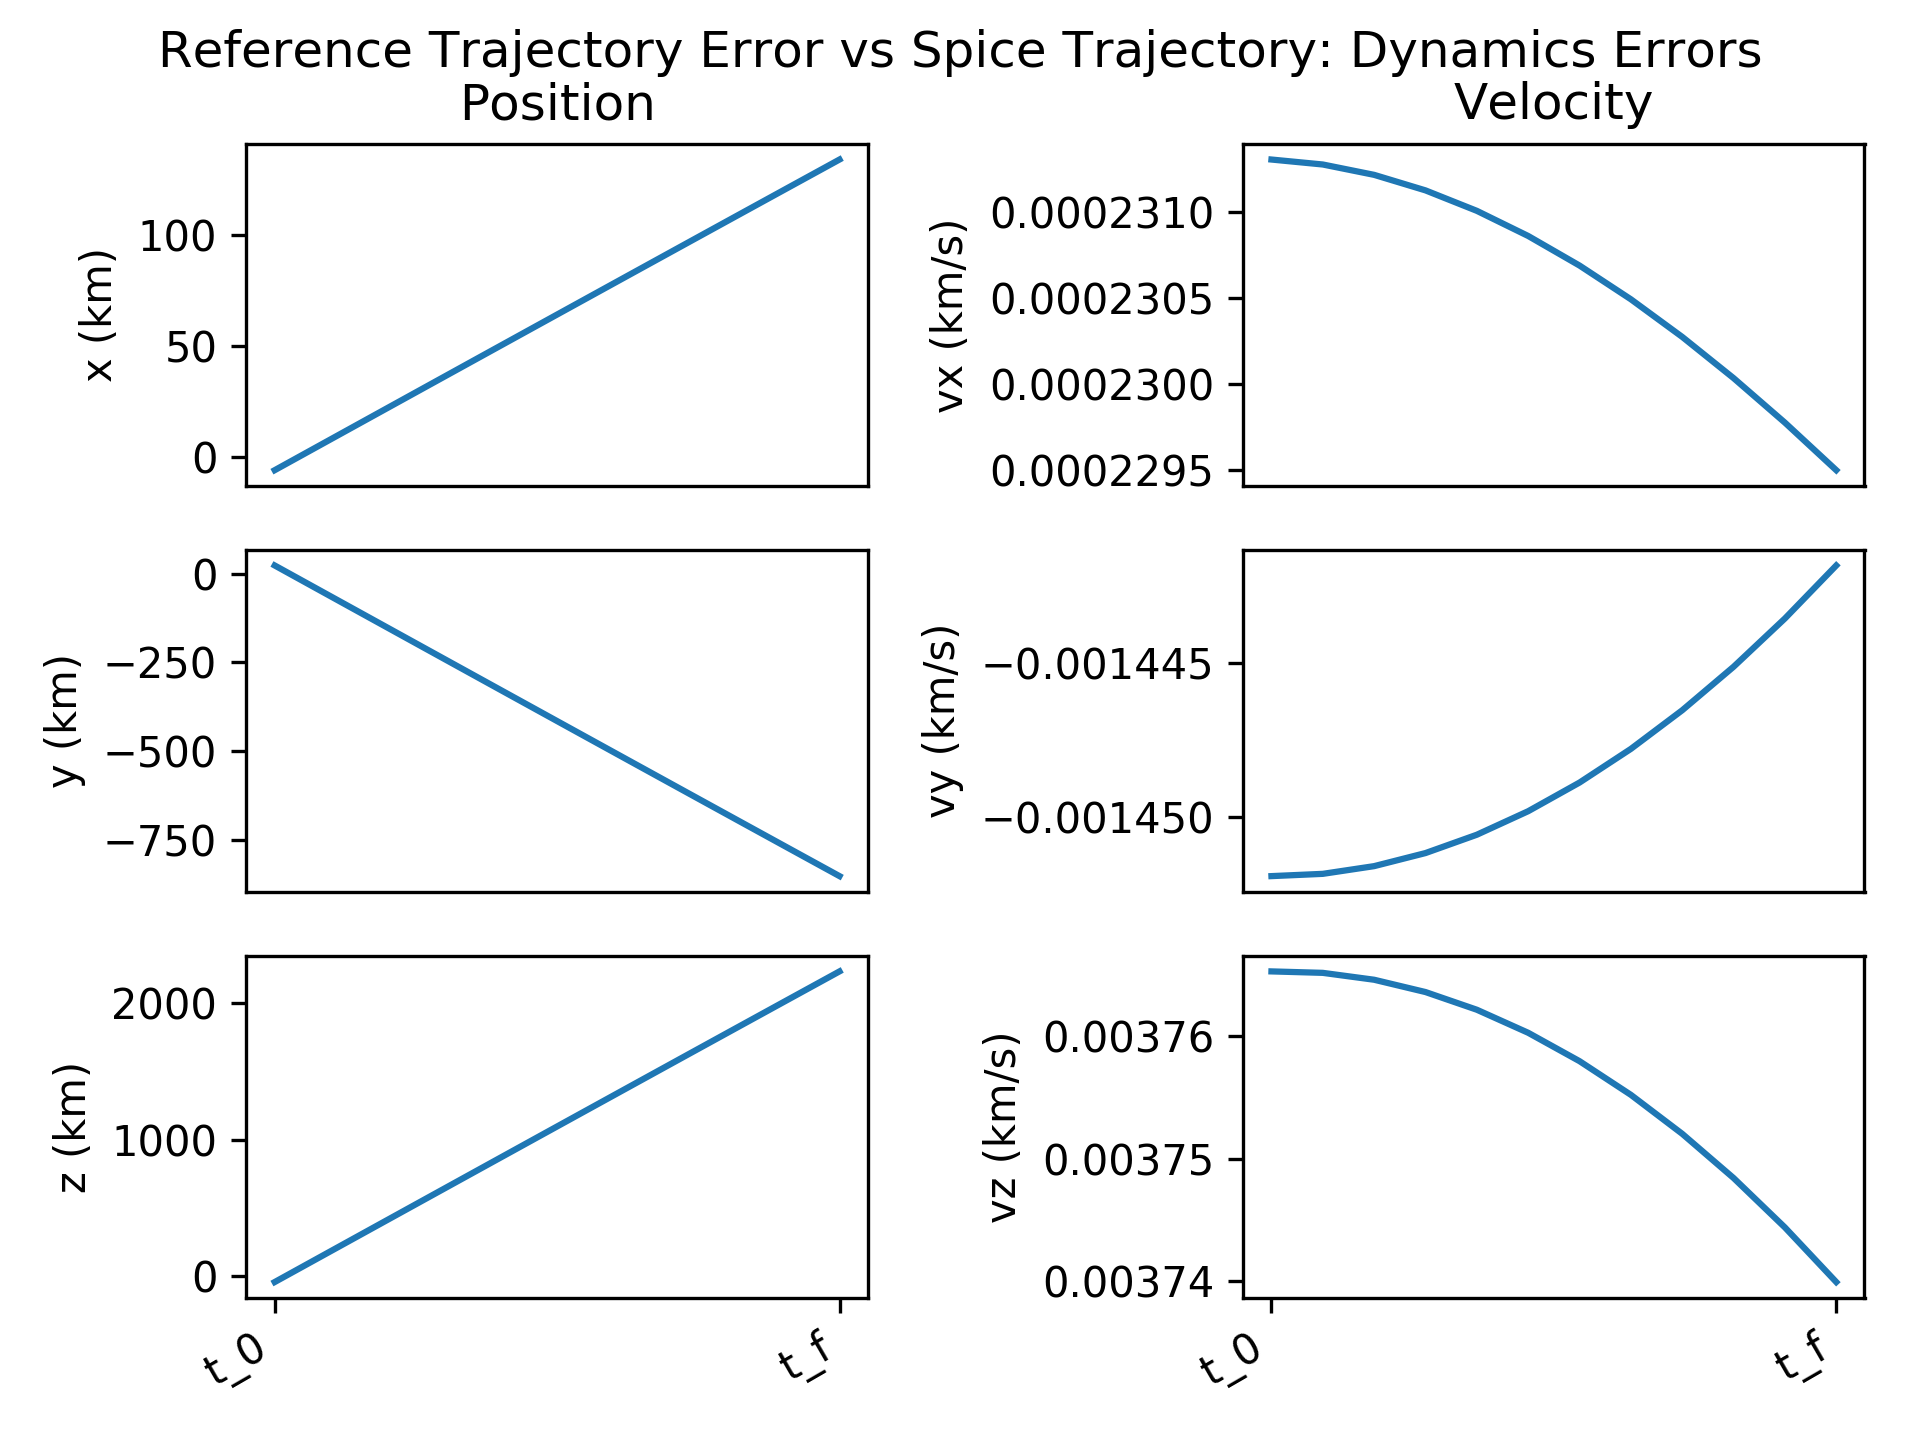 Reference Trajectory Error vs Spice Trajectory: Dynamics Errors
Position
Velocity
x (km)
100
50
0
vx (km/s)
0.0002310
0.0002305
0.0002300
0.0002295
y (km)
0
−250
−500
−750
vy (km/s)
−0.001445
−0.001450
z (km)
2000
1000
0
vz (km/s)
0.00376
0.00375
0.00374
t_0
t_f
t_0
t_f